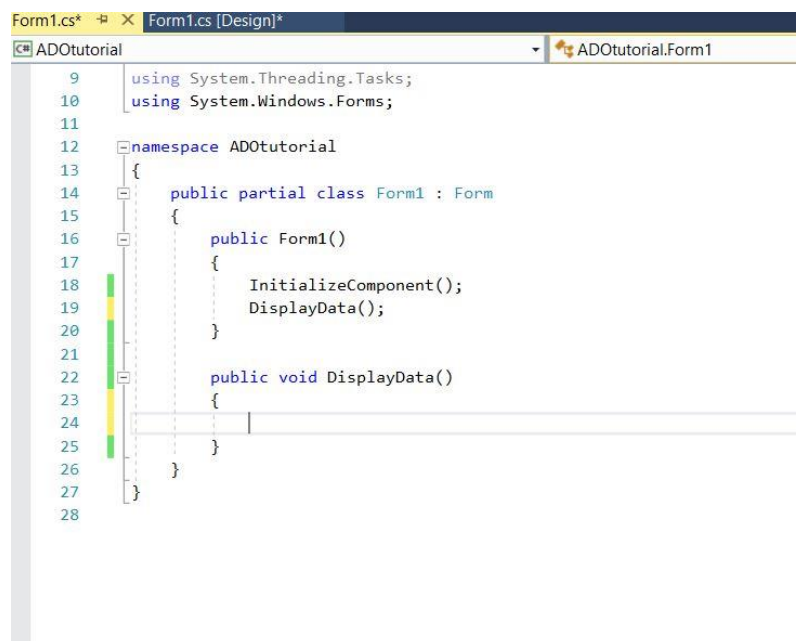 Form1.cs* Form1.cs [Design]*
C# ADOtutorial ADOtutorial.Form1
9 using System.Threading.Tasks;
10 using System.Windows.Forms;
11
12 namespace ADOtutorial
13 {
14 public partial class Form1 : Form
15 {
16 public Form1()
17 {
18 InitializeComponent();
19 DisplayData();
20 }
21
22 public void DisplayData()
23 {
24
25 }
26 }
27 }
28